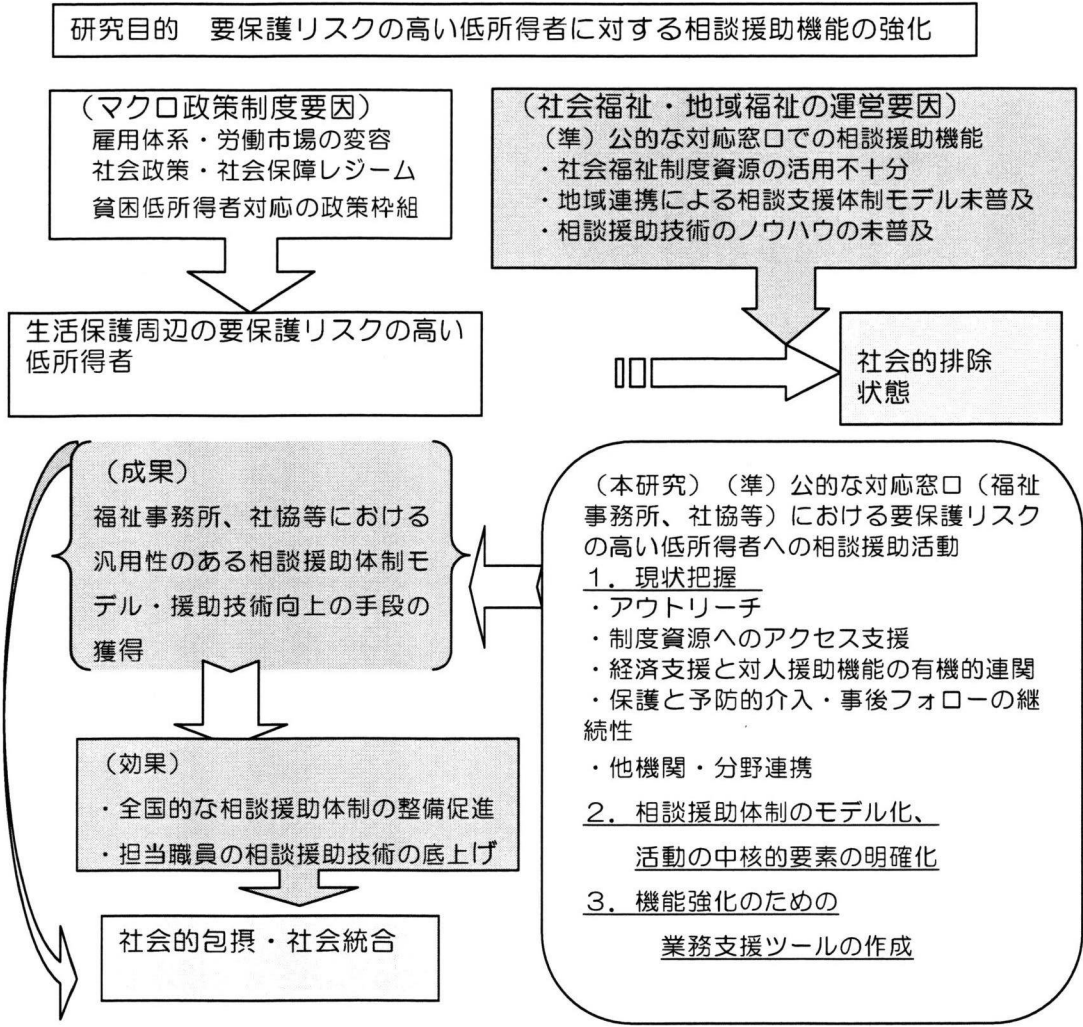 研究目的　要保護リスクの高い低所得者に対する相談援助機能の強化
（マクロ政策制度要因）
雇用体系・労働市場の変容
社会政策・社会保障レジーム
貧困低所得者対応の政策枠組
（社会福祉・地域福祉の運営要因）
（準）公的な対応窓口での相談援助機能
・社会福祉制度資源の活用不十分
・地域連携による相談支援体制モデル未普及
・相談援助技術のノウハウの未普及
生活保護周辺の要保護リスクの高い
低所得者
社会的排除
状態
（成果）
福祉事務所、社協等における
汎用性のある相談援助体制モ
デル・援助技術向上の手段の
獲得
（効果）
・全国的な相談援助体制の整備促進
・担当職員の相談援助技術の底上げ
社会的包摂・社会統合
（本研究）（準）公的な対応窓口（福祉
事務所、社協等）における要保護リスク
の高い低所得者への相談援助活動
１．現状把握
・アウトリーチ
・制度資源へのアクセス支援
・経済支援と対人援助機能の有機的連関
・保護と予防的介入・事後フォローの継
続性
・他機関・分野連携
２．相談援助体制のモデル化、
活動の中核的要素の明確化
３．機能強化のための
業務支援ツールの作成